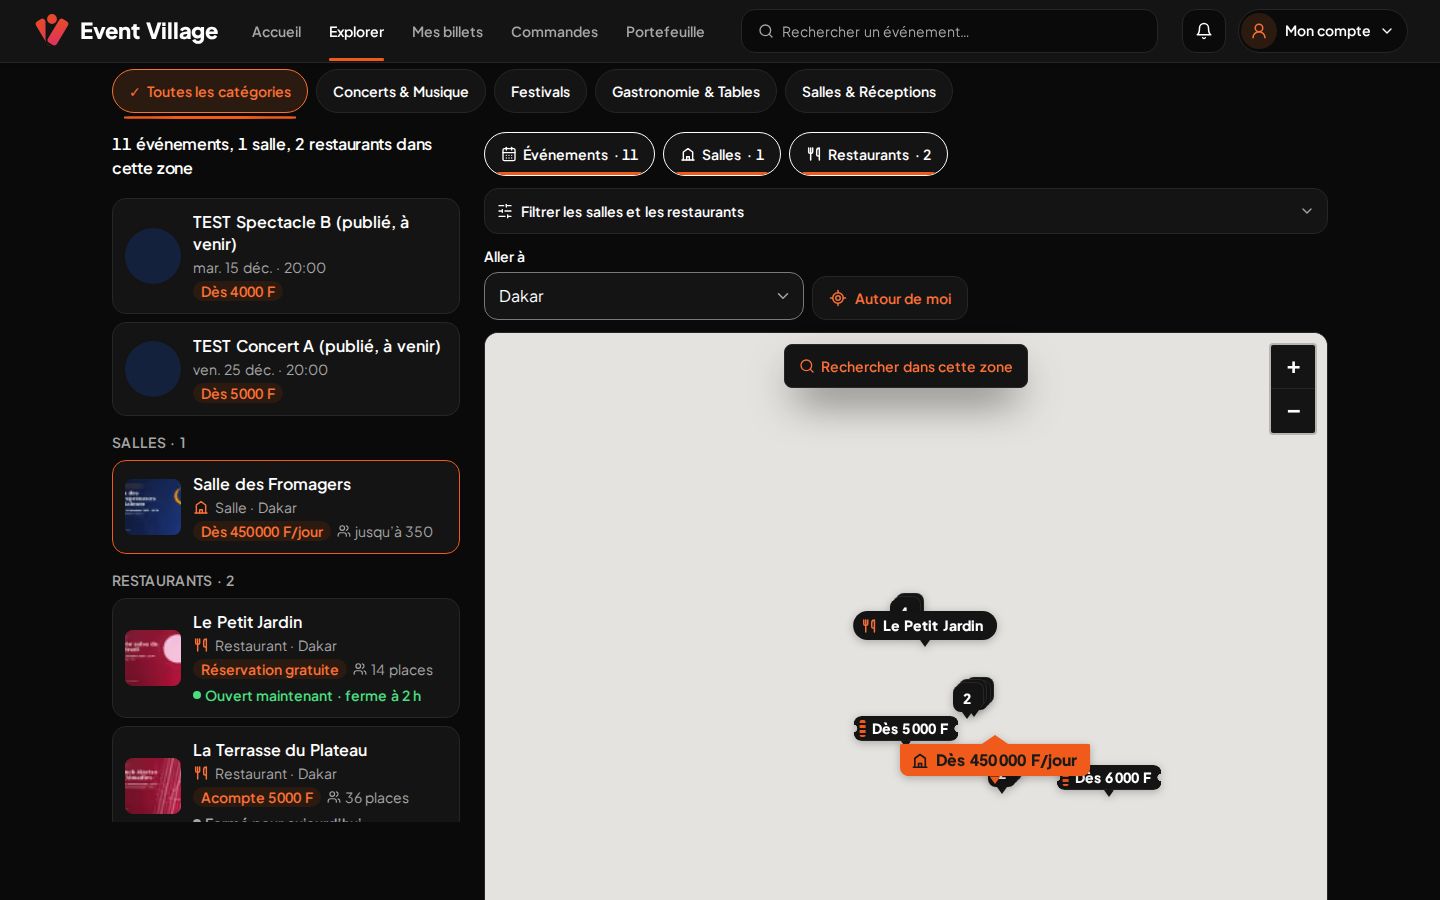 Event Village
Accueil
Explorer
Mes billets
Commandes
Portefeuille
Rechercher un événement...
Mon compte
✓ Toutes les catégories
Concerts & Musique
Festivals
Gastronomie & Tables
Salles & Réceptions
11 événements, 1 salle, 2 restaurants dans
cette zone
TEST Spectacle B (publié, à
venir)
mar. 15 déc. · 20:00
Dès 4000 F
TEST Concert A (publié, à venir)
ven. 25 déc. · 20:00
Dès 5000 F
SALLES · 1
Salle des Fromagers
Salle · Dakar
Dès 450000 F/jour
jusqu'à 350
RESTAURANTS · 2
Le Petit Jardin
Restaurant · Dakar
Réservation gratuite
14 places
Ouvert maintenant · ferme à 2 h
La Terrasse du Plateau
Restaurant · Dakar
Acompte 5000 F
36 places
Événements · 11
Salles · 1
Restaurants · 2
Filtrer les salles et les restaurants
Aller à
Dakar
Autour de moi
Rechercher dans cette zone
+
−
Le Petit Jardin
2
Dès 5 000 F
Dès 450 000 F/jour
Dès 6 000 F